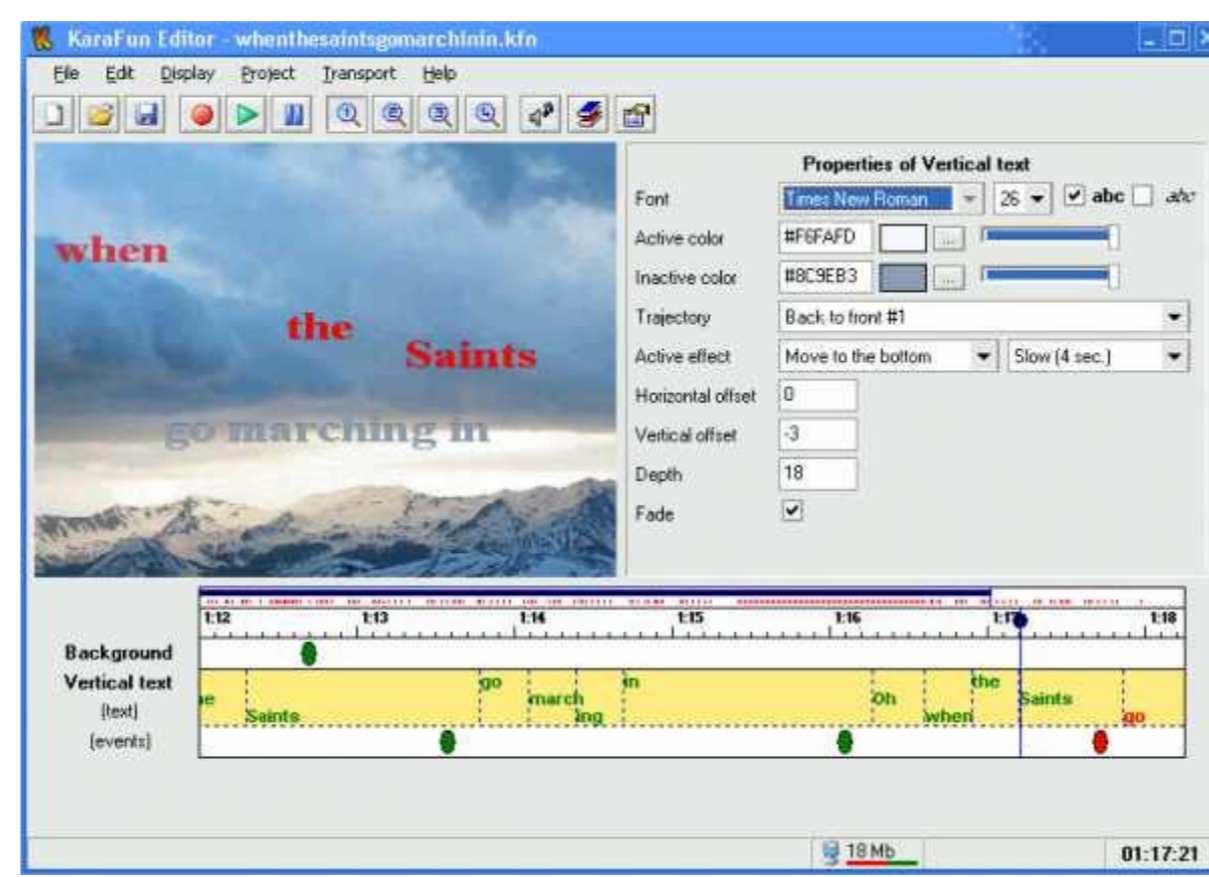 KaraFun Editor - whenthesaintsgomarchinin.kfn
File Edit Display Project Transport Help
when
the
Saints
go marching in
Properties of Vertical text
Font Times New Roman 26 abc abc
Active color #F6FAFD ...
Inactive color #8C9EB3 ...
Trajectory Back to front #1
Active effect Move to the bottom Slow (4 sec.)
Horizontal offset 0
Vertical offset -3
Depth 18
Fade
1:12 1:13 1:14 1:15 1:16 1:17 1:18
Background
Vertical text go in the
(text) march Oh Saints
Saints ing when go
(events)
18 Mb 01:17:21